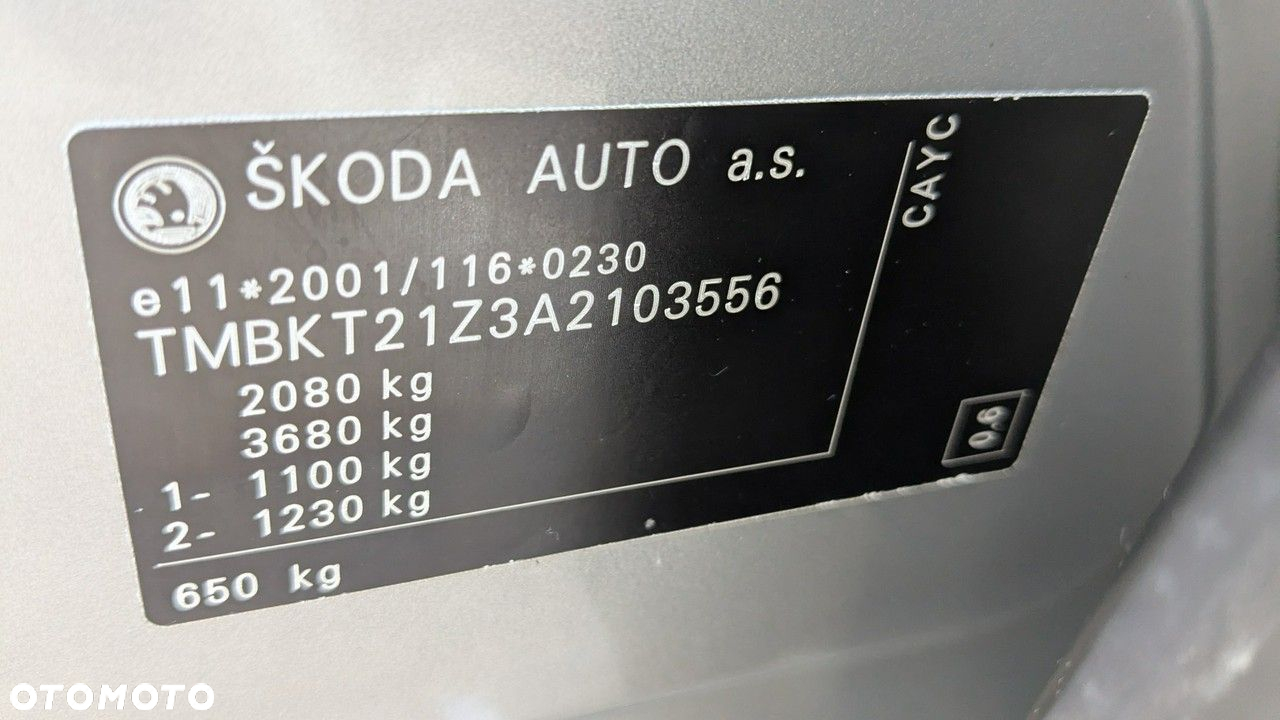 ŠKODA AUTO a.s.
CAYC
e11*2001/116*0230
TMBKT21Z3A2103556
2080 kg
3680 kg
1- 1100 kg
2- 1230 kg
0.6
650 kg
OTOMOTO